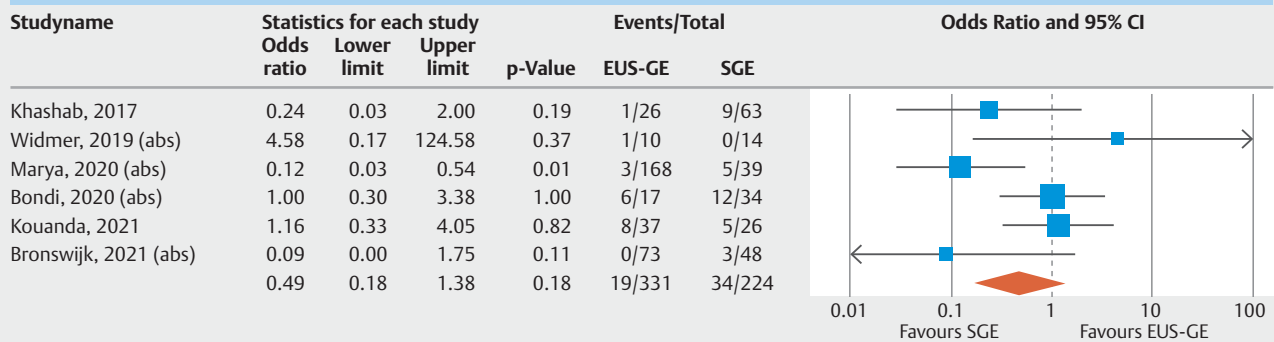 Studyname Statistics for each study Events/Total Odds Ratio and 95% CI
Odds ratio Lower limit Upper limit p-Value EUS-GE SGE
Khashab, 2017 0.24 0.03 2.00 0.19 1/26 9/63
Widmer, 2019 (abs) 4.58 0.17 124.58 0.37 1/10 0/14
Marya, 2020 (abs) 0.12 0.03 0.54 0.01 3/168 5/39
Bondi, 2020 (abs) 1.00 0.30 3.38 1.00 6/17 12/34
Kouanda, 2021 1.16 0.33 4.05 0.82 8/37 5/26
Bronswijk, 2021 (abs) 0.09 0.00 1.75 0.11 0/73 3/48
0.49 0.18 1.38 0.18 19/331 34/224
0.01 0.1 1 10 100
Favours SGE Favours EUS-GE